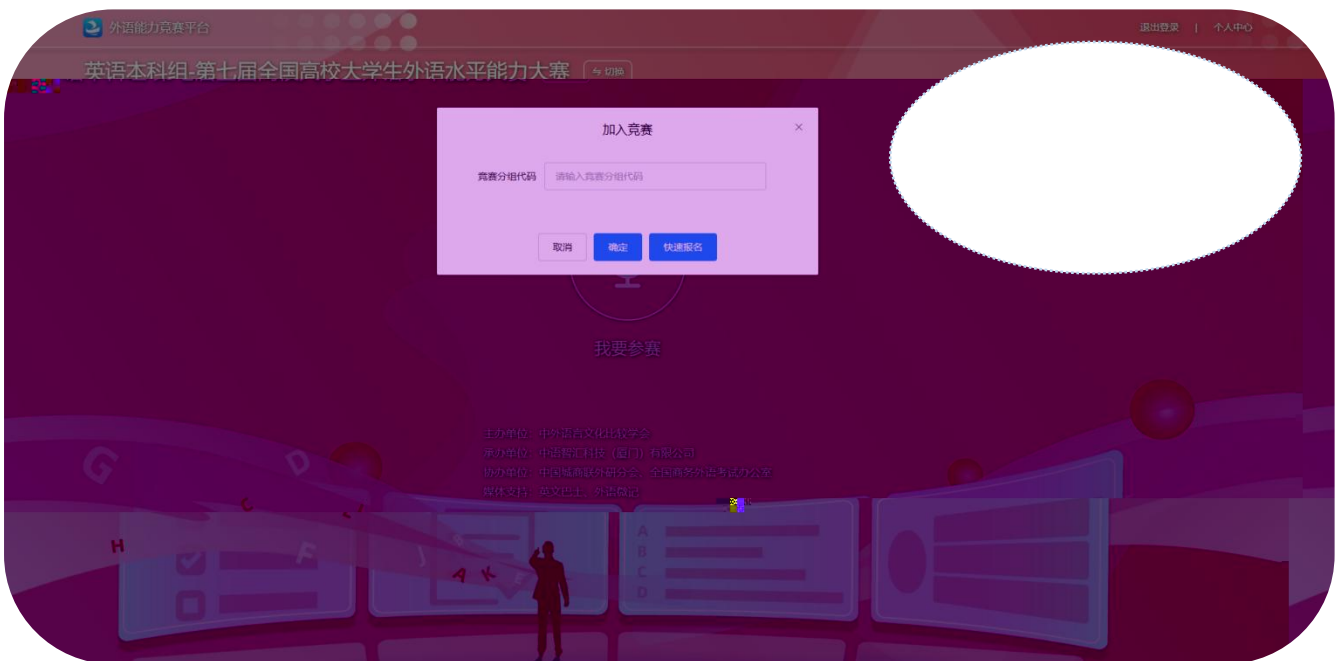 外语能力竞赛平台
退出登录 | 个人中心
英语本科组-第七届全国高校大学生外语水平能力大赛
切换
加入竞赛
×
竞赛分组代码
请输入竞赛分组代码
取消
确定
快速报名
我要参赛
主办单位：中外语言文化比较学会
承办单位：中语智汇科技（厦门）有限公司
协办单位：中国城商联外研分会、全国商务外语考试办公室
媒体支持：英文巴士、外语微记
G
D
H
F
J
A
K
A
B
C
D